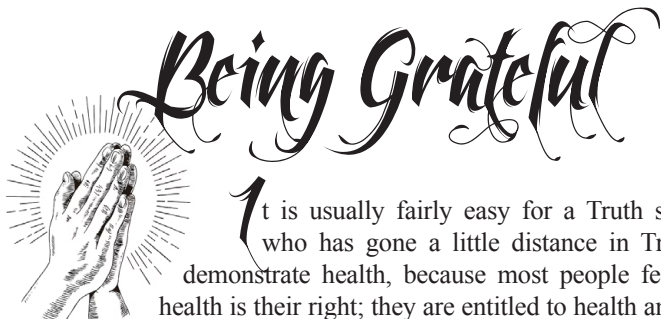 Being Grateful
It is usually fairly easy for a Truth
who has gone a little distance in
demonstrate health, because most people
health is their right; they are entitled to health